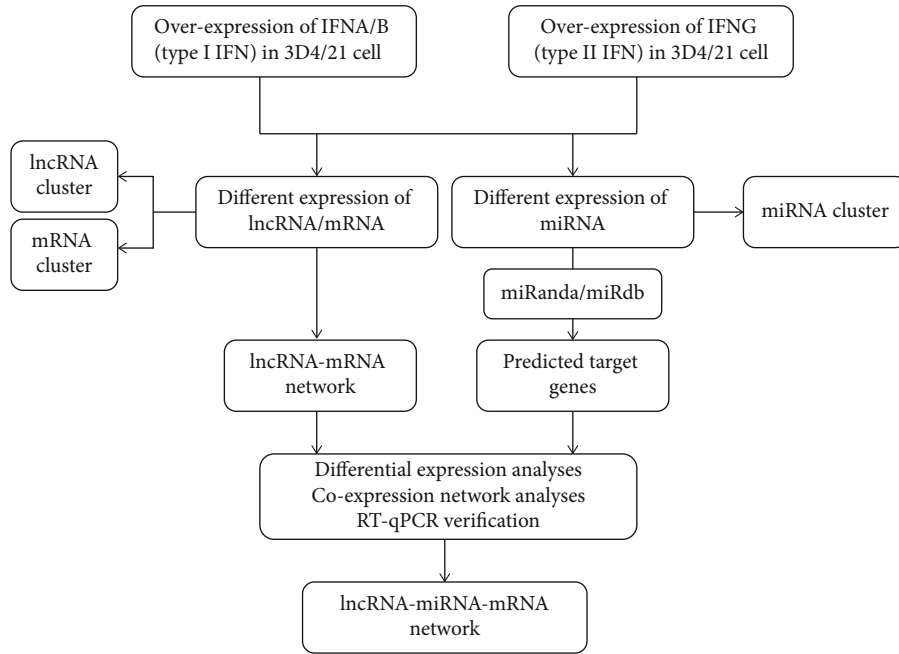 Over-expression of IFNA/B
(type I IFN) in 3D4/21 cell
Over-expression of IFNG
(type II IFN) in 3D4/21 cell
lncRNA
cluster
mRNA
cluster
Different expression of
lncRNA/mRNA
Different expression of
miRNA
miRNA cluster
miRanda/miRdb
lncRNA-mRNA
network
Predicted target
genes
Differential expression analyses
Co-expression network analyses
RT-qPCR verification
lncRNA-miRNA-mRNA
network